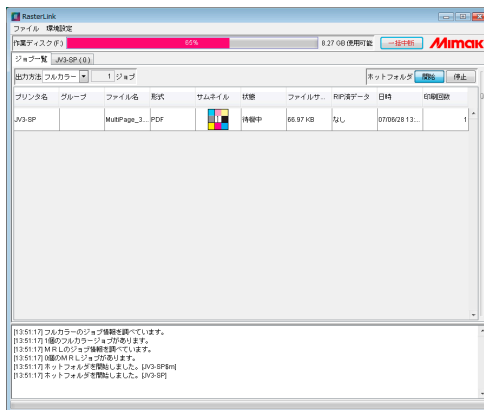 RasterLink
ファイル 環境設定
作業ディスク(F:) 65% 8.27 GB 使用可能 一括中断 Mimaki
ジョブ一覧 JV3-SP ( 0 )
出力方法 フルカラー 1 ジョブ ホットフォルダ 開始 停止
プリンタ名 グループ ファイル名 形式 サムネイル 状態 ファイルサ... RIP済データ 日時 印刷回数
JV3-SP MultiPage_3... PDF 待機中 66.97 KB なし 07/06/28 13:... 1
[13:51:17] フルカラーのジョブ情報を調べています。
[13:51:17] 1個のフルカラージョブがあります。
[13:51:17] ＭＲＬのジョブ情報を調べています。
[13:51:17] 0個のＭＲＬジョブがあります。
[13:51:17] ホットフォルダを開始しました。[JV3-SP$m]
[13:51:17] ホットフォルダを開始しました。[JV3-SP]